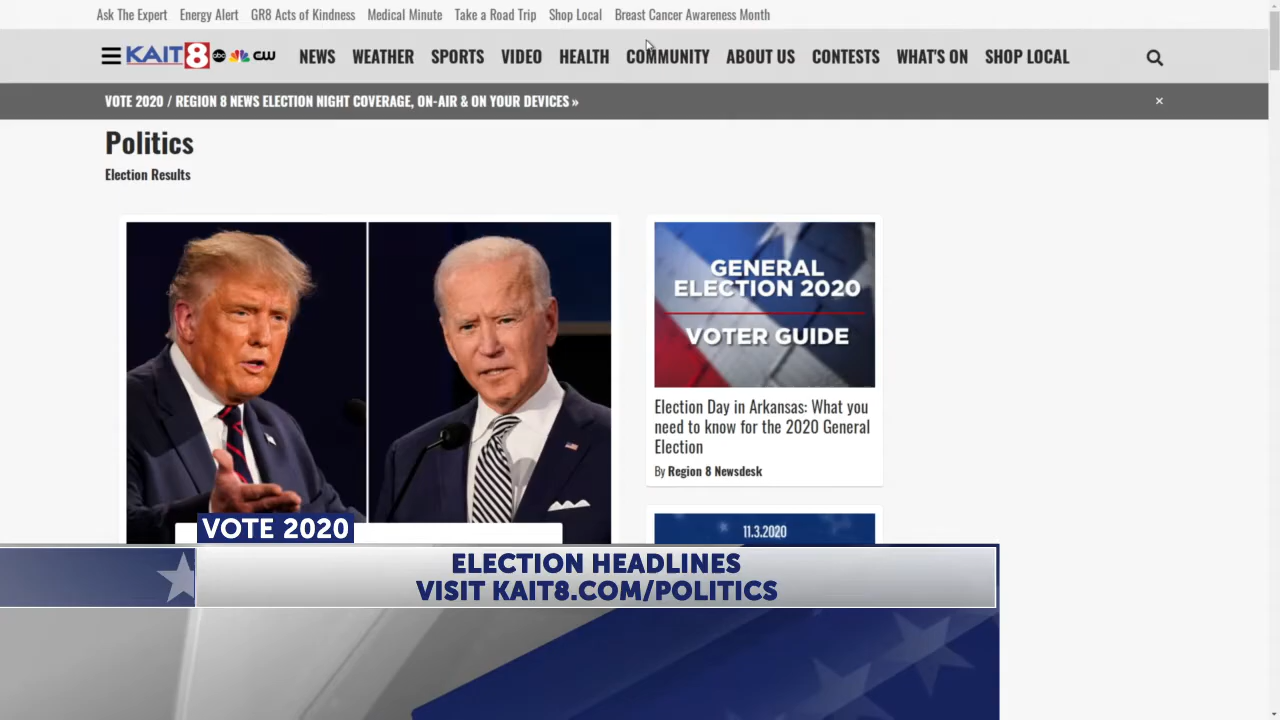 Ask The Expert Energy Alert GR8 Acts of Kindness Medical Minute Take a Road Trip Shop Local Breast Cancer Awareness Month
KAIT 8 abc CW NEWS WEATHER SPORTS VIDEO HEALTH COMMUNITY ABOUT US CONTESTS WHAT'S ON SHOP LOCAL
VOTE 2020 / REGION 8 NEWS ELECTION NIGHT COVERAGE, ON-AIR & ON YOUR DEVICES »
Politics
Election Results
GENERAL
ELECTION 2020
VOTER GUIDE
Election Day in Arkansas: What you
need to know for the 2020 General
Election
By Region 8 Newsdesk
11.3.2020
VOTE 2020
ELECTION HEADLINES
VISIT KAIT8.COM/POLITICS